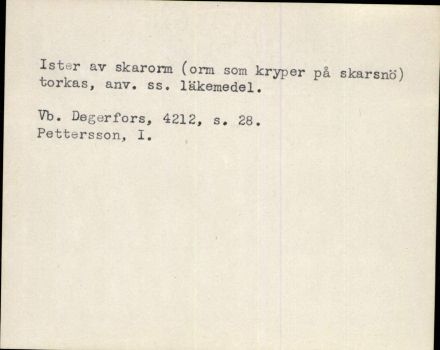 Ister av skarorm (orm som kryper på skarsnö)
torkas, anv. ss. läkemedel.
Vb. Degerfors, 4212, s. 28.
Pettersson, I.